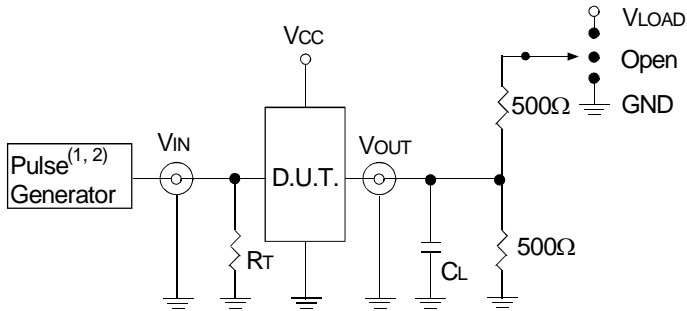 VLOAD
VCC
Open
500Ω
GND
VIN
VOUT
Pulse(1, 2)
Generator
D.U.T.
500Ω
RT
CL